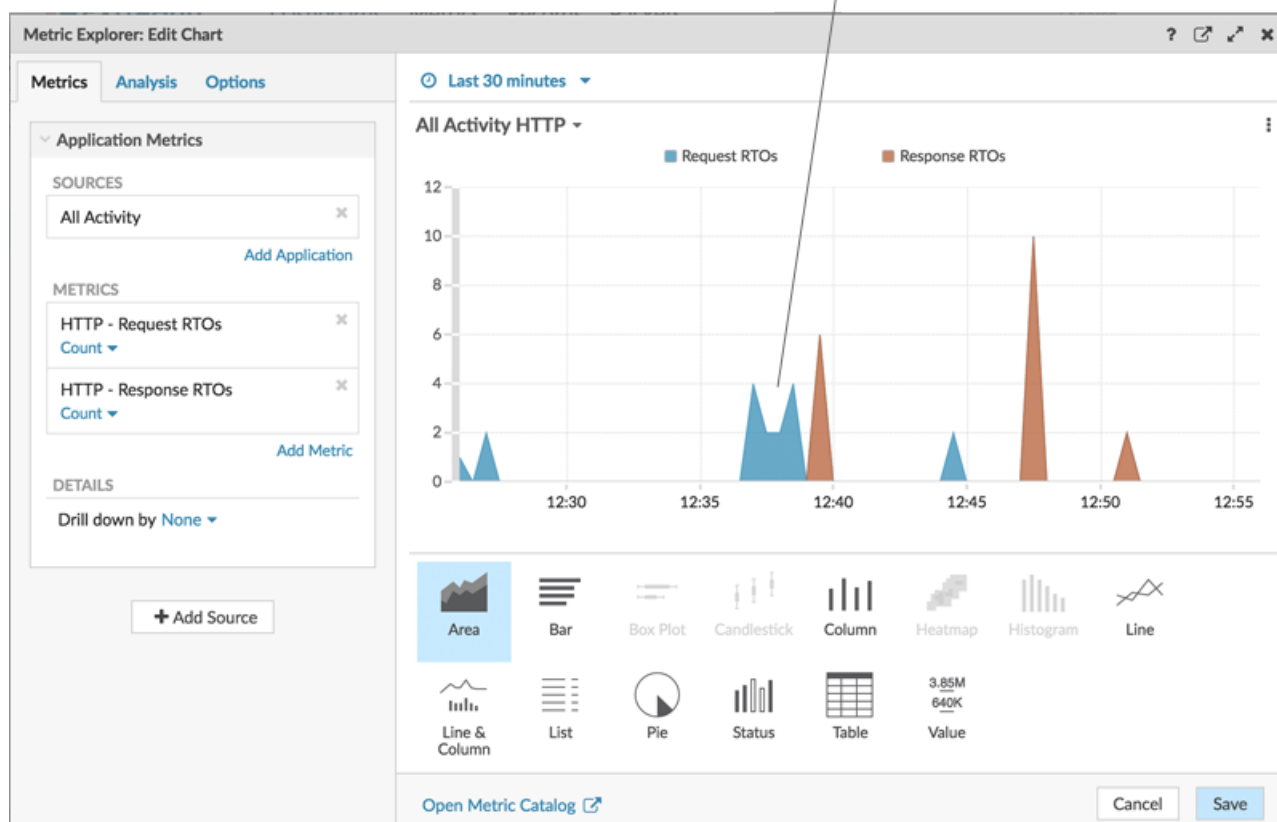 Metric Explorer: Edit Chart
?
Metrics Analysis Options
Application Metrics
SOURCES
All Activity
Add Application
METRICS
HTTP - Request RTOs
Count
HTTP - Response RTOs
Count
Add Metric
DETAILS
Drill down by None
+ Add Source
Last 30 minutes
All Activity HTTP
Request RTOs Response RTOs
12
10
8
6
4
2
0
12:30 12:35 12:40 12:45 12:50 12:55
Area Bar Box Plot Candlestick Column Heatmap Histogram Line
3.85M
640K
Line & Column List Pie Status Table Value
Open Metric Catalog
Cancel Save